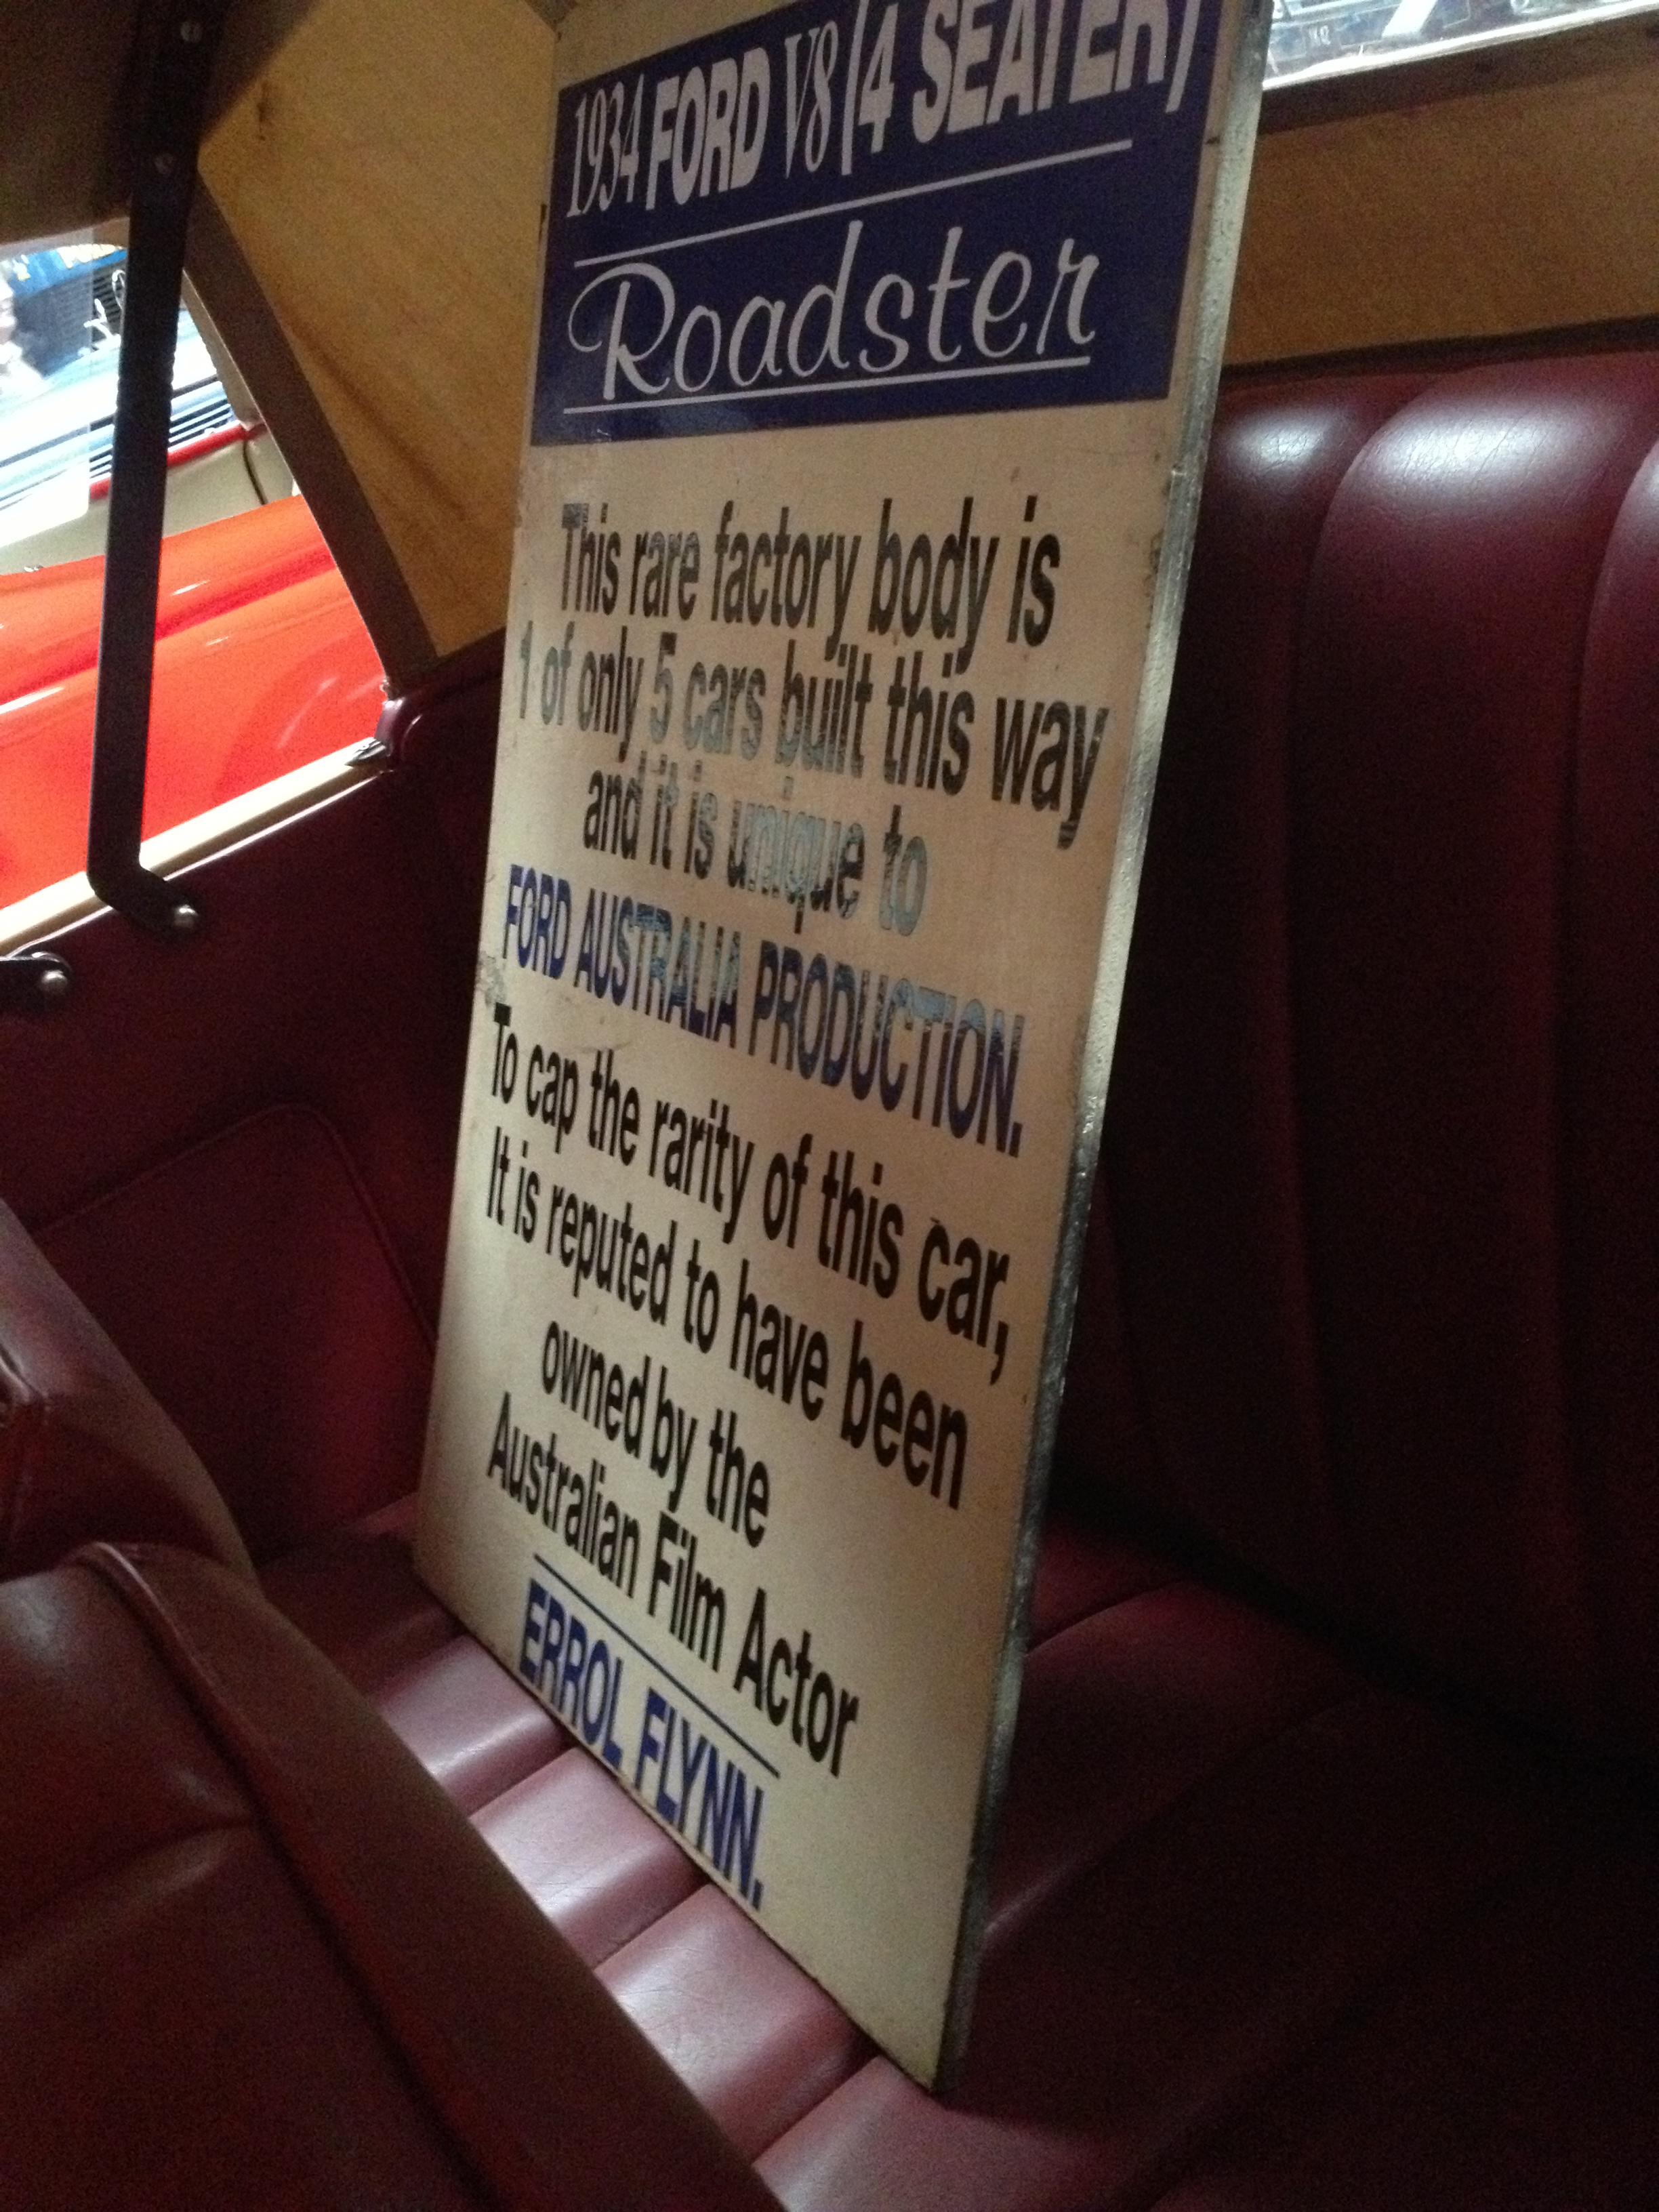 1934 FORD V8 (4 SEATER)
Roadster
This rare factory body is
1 of only 5 cars built this way
and it is unique to
FORD AUSTRALIA PRODUCTION.
To cap the rarity of this car,
It is reputed to have been
owned by the
Australian Film Actor
ERROL FLYNN.